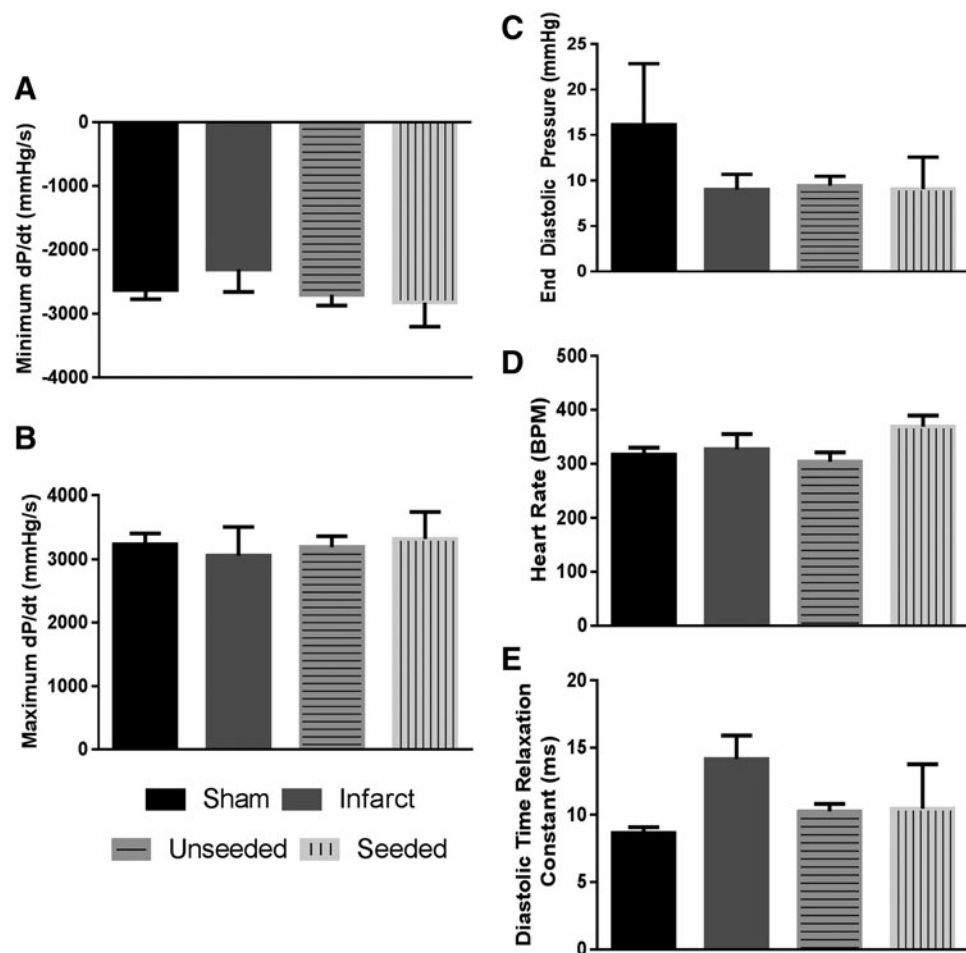 A
Minimum dP/dt (mmHg/s)
0
-1000
-2000
-3000
-4000
B
Maximum dP/dt (mmHg/s)
4000
3000
2000
1000
0
Sham Infarct
Unseeded Seeded
C
End Diastolic Pressure (mmHg)
25
20
15
10
5
0
D
Heart Rate (BPM)
500
400
300
200
100
0
E
Diastolic Time Relaxation
Constant (ms)
20
15
10
5
0